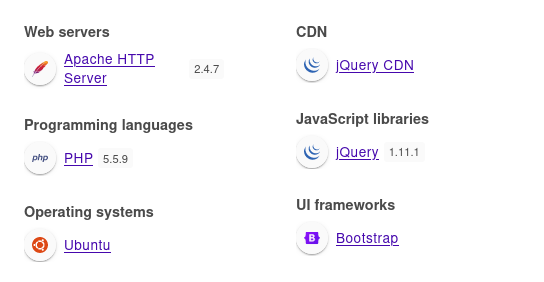 Web servers
Apache HTTP
Server
2.4.7
Programming languages
php
PHP 5.5.9
Operating systems
Ubuntu
CDN
jQuery CDN
JavaScript libraries
jQuery 1.11.1
UI frameworks
B
Bootstrap